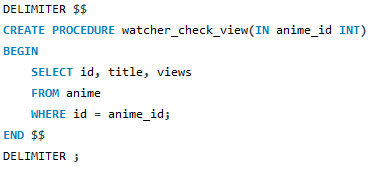 DELIMITER $$
CREATE PROCEDURE watcher_check_view(IN anime_id INT)
BEGIN
    SELECT id, title, views
    FROM anime
    WHERE id = anime_id;
END $$
DELIMITER ;